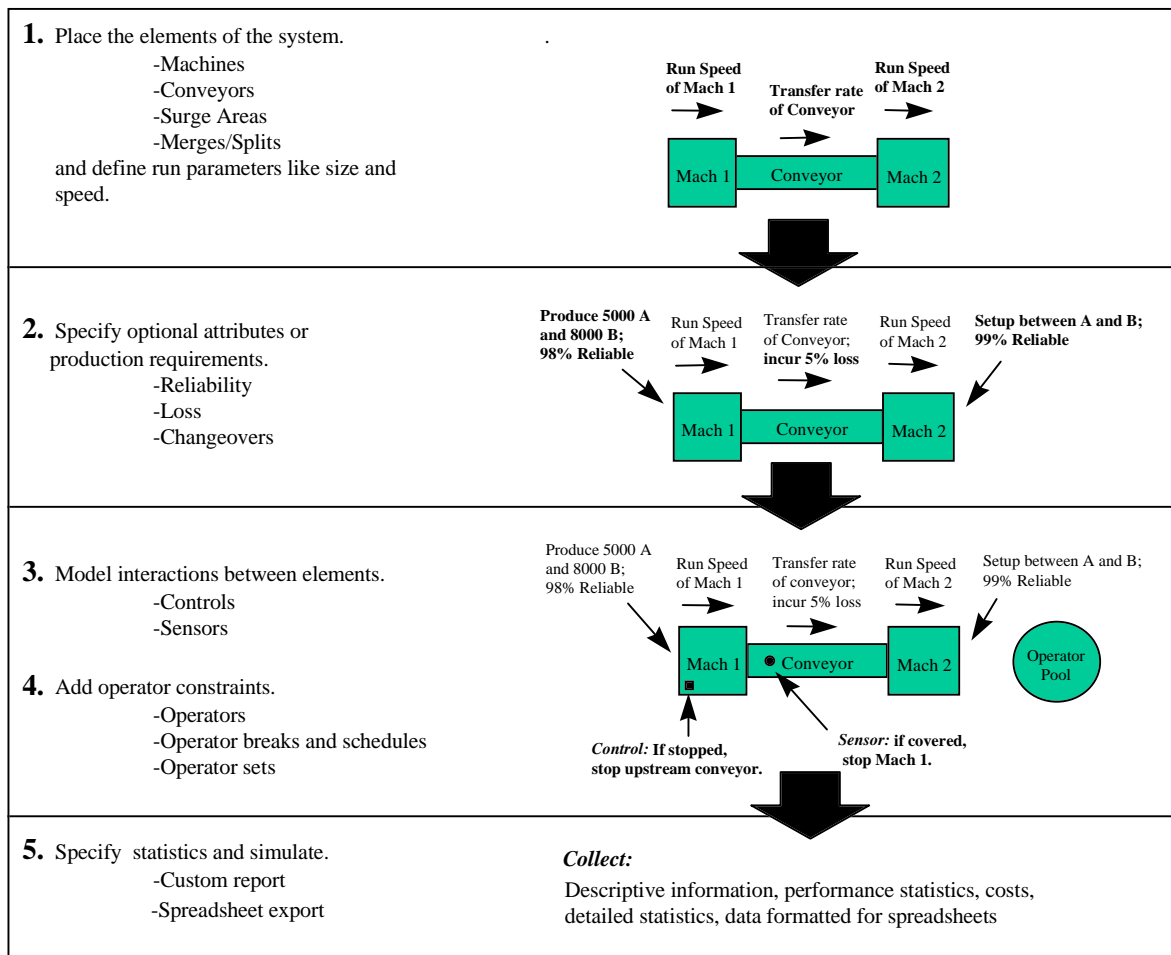 1. Place the elements of the system.
-Machines
-Conveyors
-Surge Areas
-Merges/Splits
and define run parameters like size and
speed.
.
Run Speed
of Mach 1
Transfer rate
of Conveyor
Run Speed
of Mach 2
Mach 1
Conveyor
Mach 2
2. Specify optional attributes or
production requirements.
-Reliability
-Loss
-Changeovers
Produce 5000 A
and 8000 B;
98% Reliable
Run Speed
of Mach 1
Transfer rate
of Conveyor;
incur 5% loss
Run Speed
of Mach 2
Setup between A and B;
99% Reliable
Mach 1
Conveyor
Mach 2
3. Model interactions between elements.
-Controls
-Sensors
4. Add operator constraints.
-Operators
-Operator breaks and schedules
-Operator sets
Produce 5000 A
and 8000 B;
98% Reliable
Run Speed
of Mach 1
Transfer rate
of conveyor;
incur 5% loss
Run Speed
of Mach 2
Setup between A and B;
99% Reliable
Mach 1
Conveyor
Mach 2
Operator
Pool
Control: If stopped,
stop upstream conveyor.
Sensor: if covered,
stop Mach 1.
5. Specify statistics and simulate.
-Custom report
-Spreadsheet export
Collect:
Descriptive information, performance statistics, costs,
detailed statistics, data formatted for spreadsheets